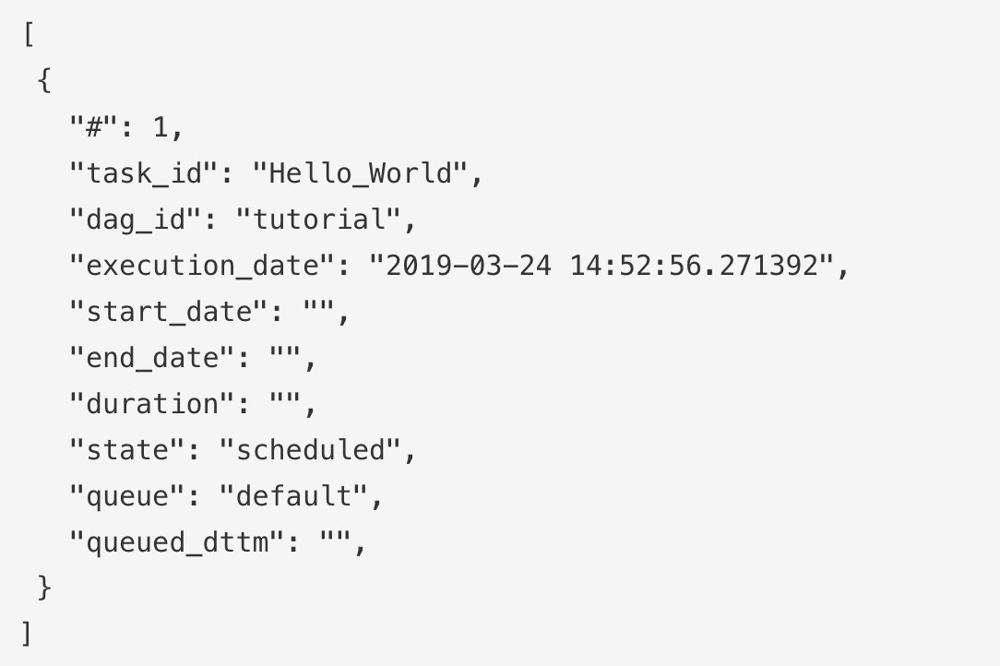 [
 {
   "#": 1,
   "task_id": "Hello_World",
   "dag_id": "tutorial",
   "execution_date": "2019-03-24 14:52:56.271392",
   "start_date": "",
   "end_date": "",
   "duration": "",
   "state": "scheduled",
   "queue": "default",
   "queued_dttm": "",
 }
]